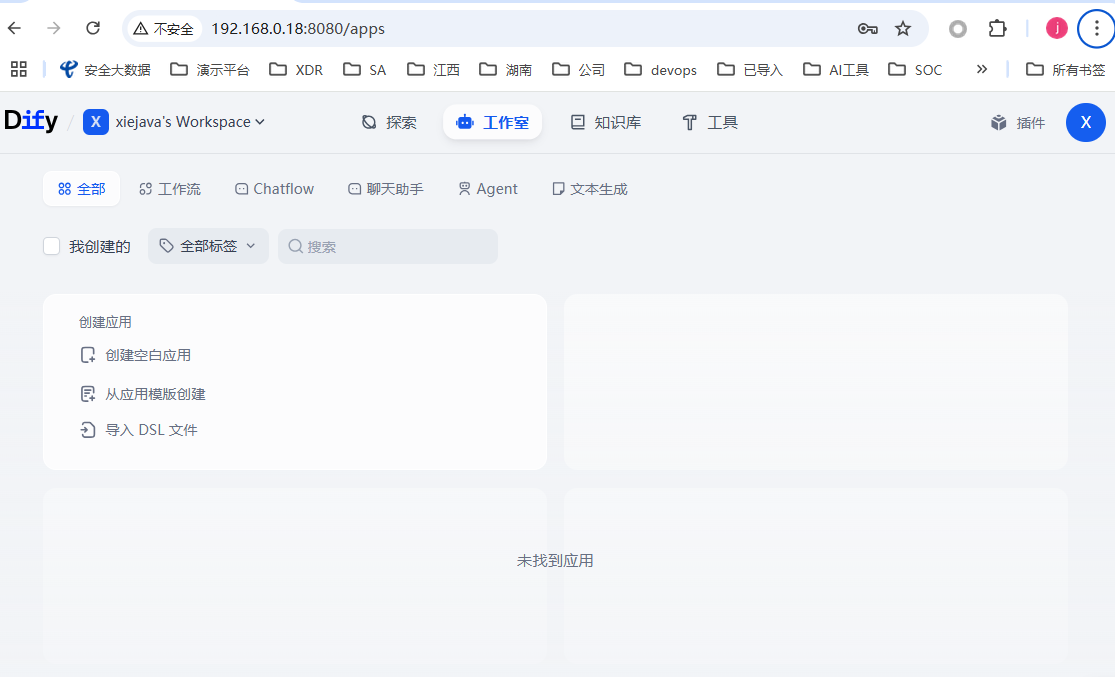 不安全 192.168.0.18:8080/apps j
安全大数据 演示平台 XDR SA 江西 湖南 公司 devops 已导入 AI工具 SOC » 所有书签
Dify / X xiejava's Workspace 探索 工作室 知识库 工具 插件 X
全部 工作流 Chatflow 聊天助手 Agent 文本生成
我创建的 全部标签 搜索
创建应用
创建空白应用
从应用模版创建
导入 DSL 文件
未找到应用